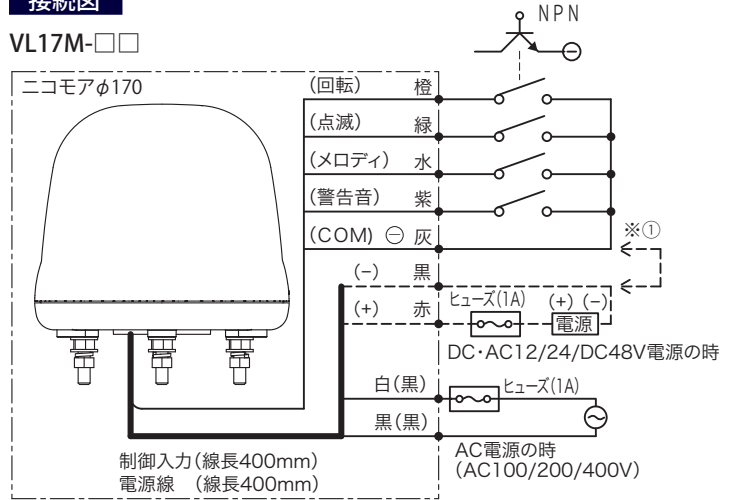 接続図
VL17M-□□
NPN
ニコモアφ170
(回転) 橙
(点滅) 緑
(メロディ) 水
(警告音) 紫
(COM) ⊖ 灰
※①
(−) 黒
(+) 赤
ヒューズ(1A)
(+) (−)
電源
DC・AC12/24/DC48V電源の時
白(黒)
ヒューズ(1A)
黒(黒)
AC電源の時
(AC100/200/400V)
制御入力(線長400mm)
電源線 (線長400mm)